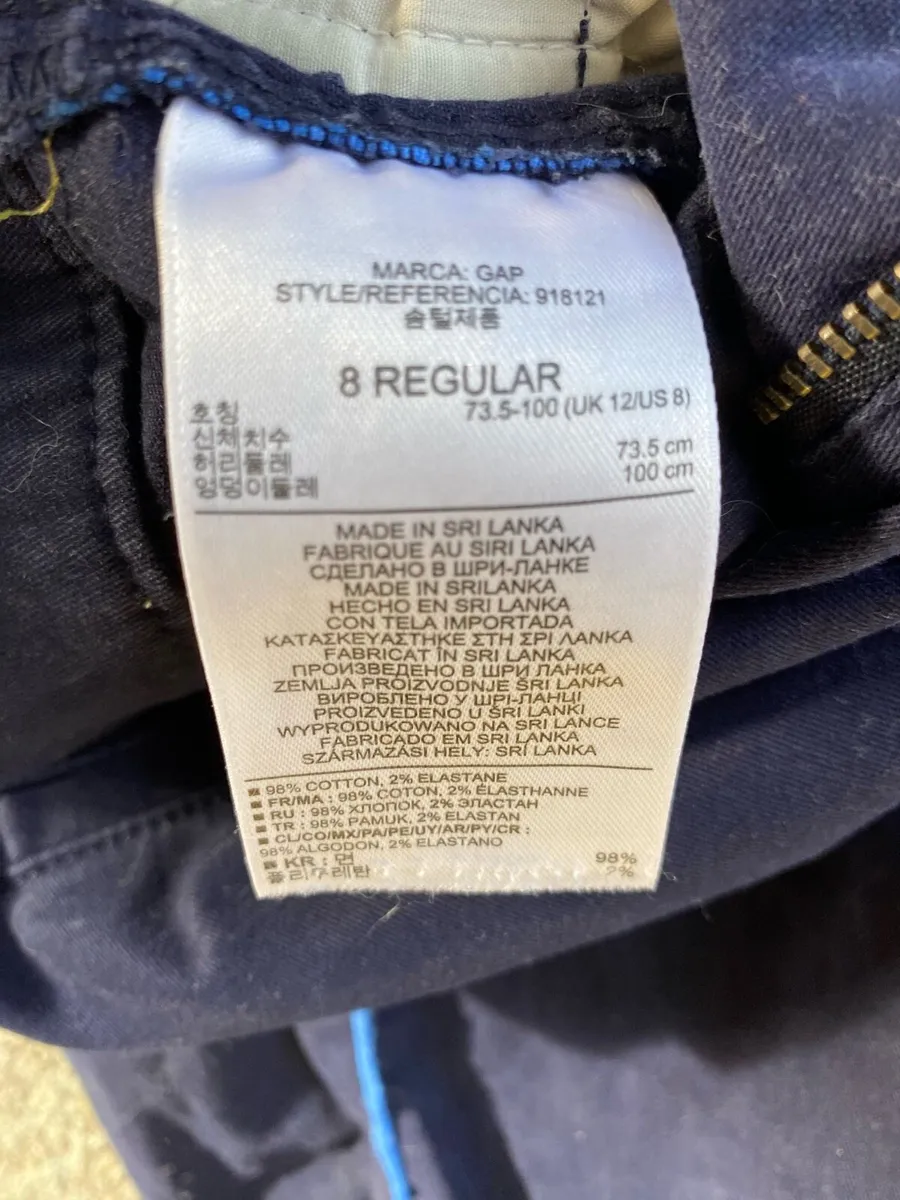 MARCA: GAP
STYLE/REFERENCIA: 918121
솜털제품
8 REGULAR
호칭 73.5-100 (UK 12/US 8)
신체치수
허리둘레 73.5 cm
엉덩이둘레 100 cm
MADE IN SRI LANKA
FABRIQUE AU SIRI LANKA
СДЕЛАНО В ШРИ-ЛАНКЕ
MADE IN SRILANKA
HECHO EN SRI LANKA
CON TELA IMPORTADA
ΚΑΤΑΣΚΕΥΑΣΤΗΚΕ ΣΤΗ ΣΡΙ ΛΑΝΚΑ
FABRICAT ÎN SRI LANKA
ПРОИЗВЕДЕНО В ШРИ ЛАНКА
ZEMLJA PROIZVODNJE ŠRI LANKA
ВИРОБЛЕНО У ШРІ-ЛАНЦІ
PROIZVEDENO U ŠRI LANKI
WYPRODUKOWANO NA SRI LANCE
FABRICADO EM SRI LANKA
SZÁRMAZÁSI HELY: SRÍ LANKA
98% COTTON, 2% ELASTANE
FR/MA : 98% COTON, 2% ÉLASTHANNE
RU : 98% ХЛОПОК, 2% ЭЛАСТАН
TR : 98% PAMUK, 2% ELASTAN
CL/CO/MX/PA/PE/UY/AR/PY/CR :
98% ALGODON, 2% ELASTANO
KR : 면 98%
폴리우레탄 2%